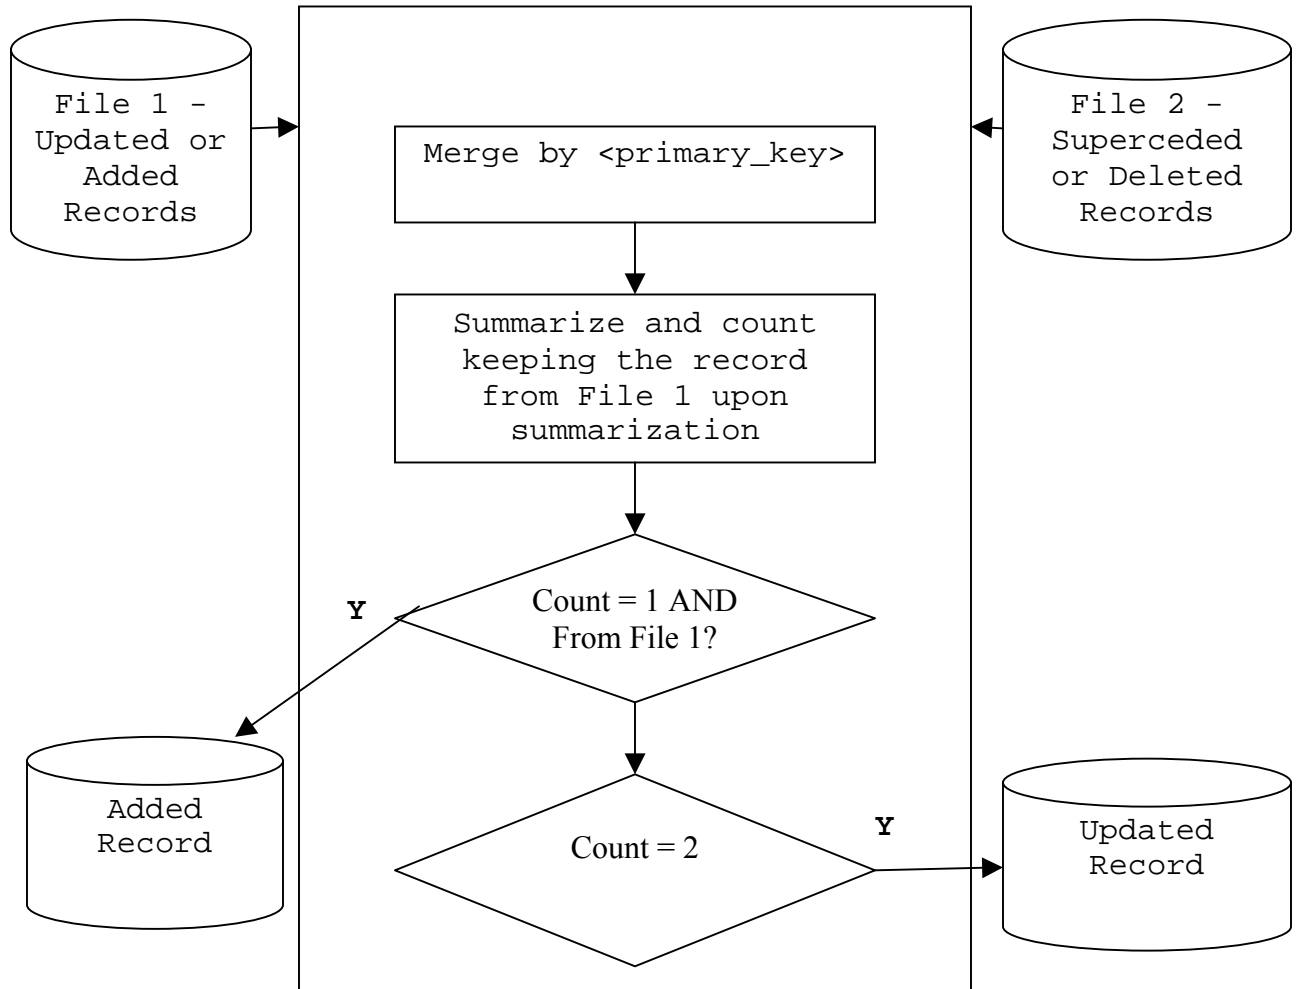 File 1 -
Updated or
Added
Records
File 2 -
Superceded
or Deleted
Records
Merge by <primary_key>
Summarize and count
keeping the record
from File 1 upon
summarization
Count = 1 AND
From File 1?
Y
Added
Record
Count = 2
Y
Updated
Record